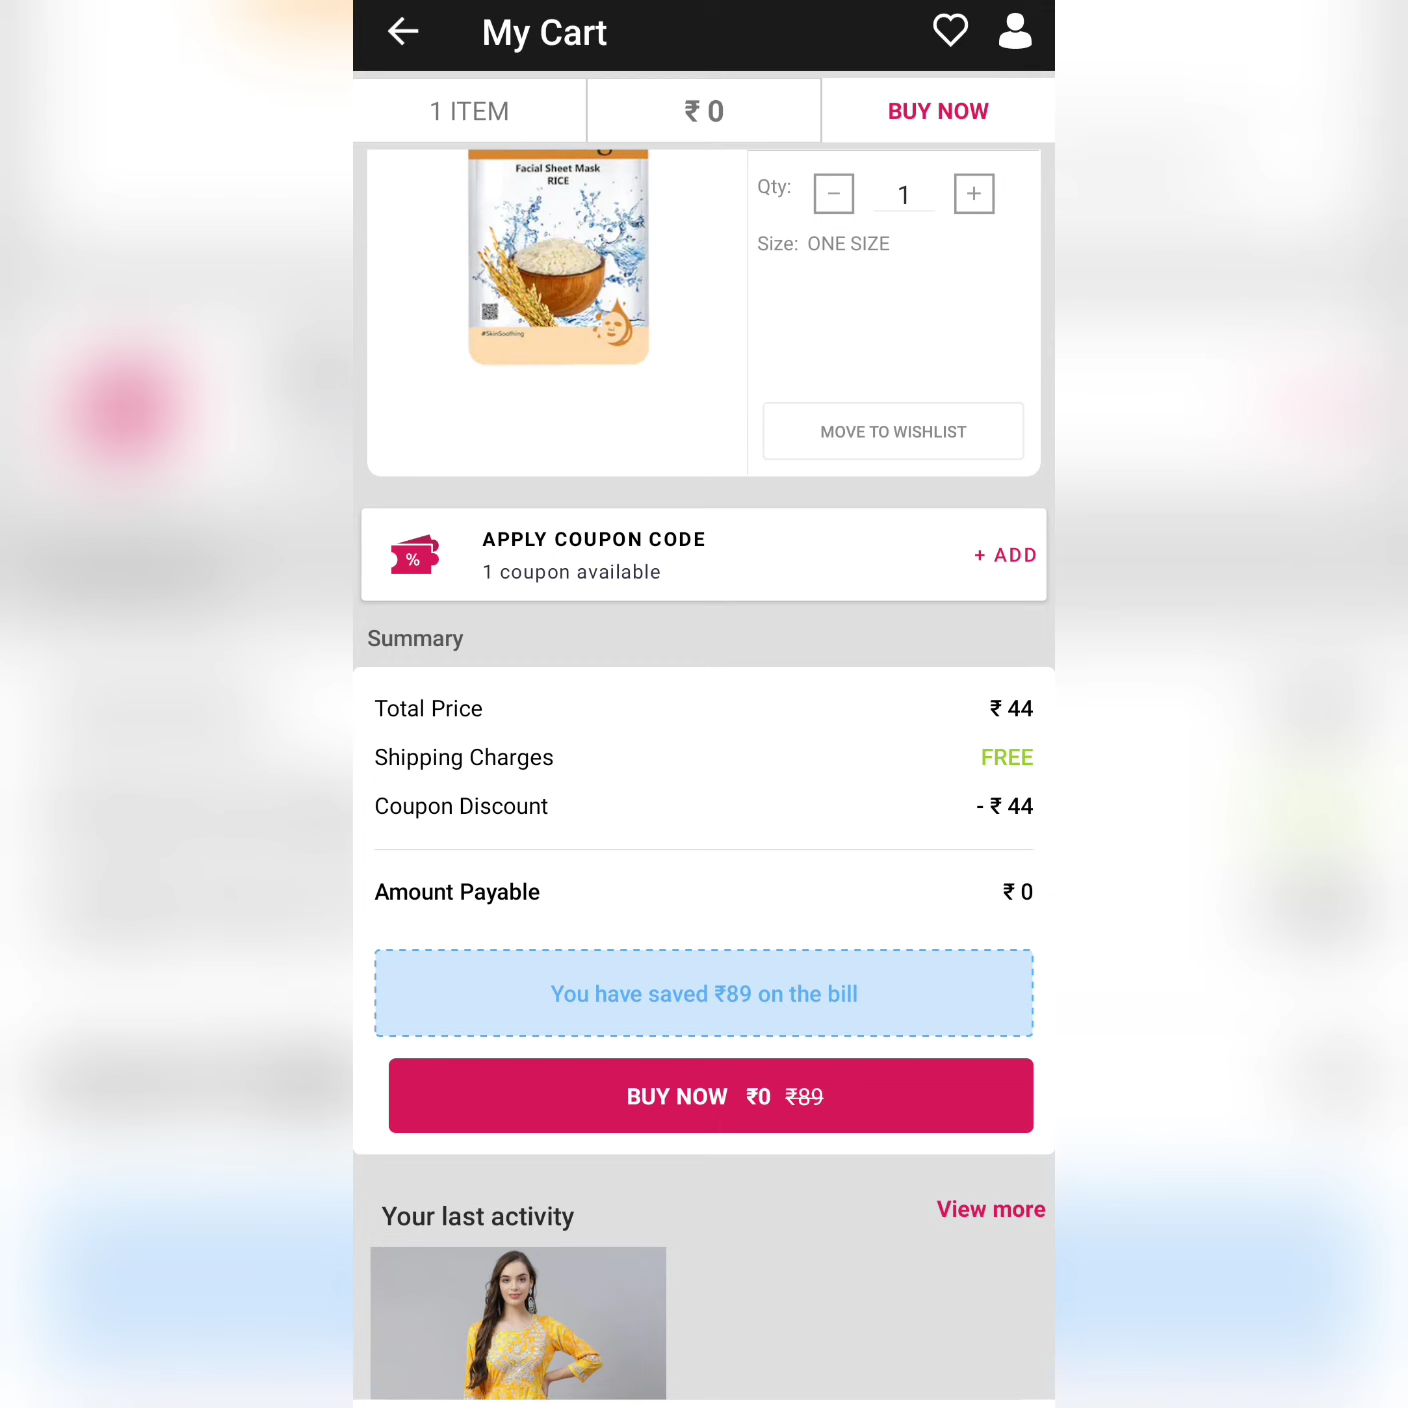 My Cart
1 ITEM
₹ 0
BUY NOW
Facial Sheet Mask
RICE
#SkinSoothing
Qty:
1
Size: ONE SIZE
MOVE TO WISHLIST
%
APPLY COUPON CODE
1 coupon available
+ ADD
Summary
Total Price ₹ 44
Shipping Charges FREE
Coupon Discount - ₹ 44
Amount Payable ₹ 0
You have saved ₹89 on the bill
BUY NOW ₹0 ₹89
Your last activity
View more